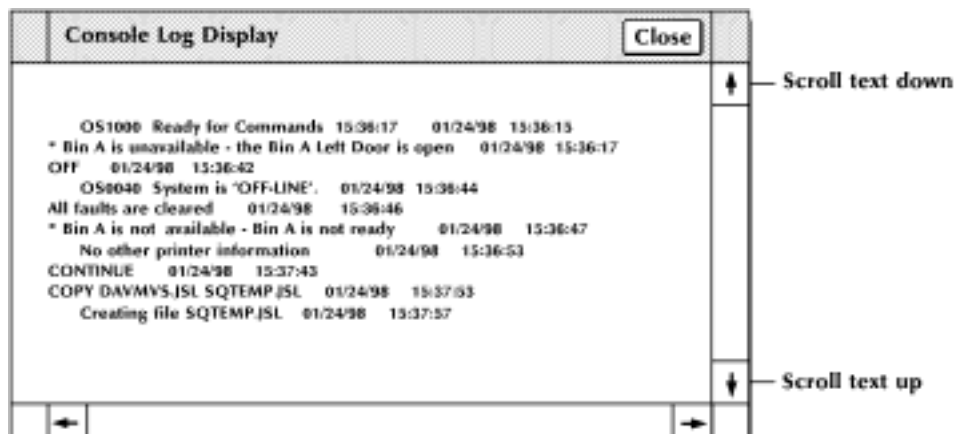 Console Log Display
Close
Scroll text down
OS1000 Ready for Commands 15:36:17 01/24/98 15:36:15
* Bin A is unavailable - the Bin A Left Door is open 01/24/98 15:36:17
OFF 01/24/98 15:36:42
OS0040 System is 'OFF-LINE'. 01/24/98 15:36:44
All faults are cleared 01/24/98 15:36:46
* Bin A is not available - Bin A is not ready 01/24/98 15:36:47
No other printer information 01/24/98 15:36:53
CONTINUE 01/24/98 15:37:43
COPY DAVMVS.JSL SQTEMP.JSL 01/24/98 15:37:53
Creating file SQTEMP.JSL 01/24/98 15:37:57
Scroll text up